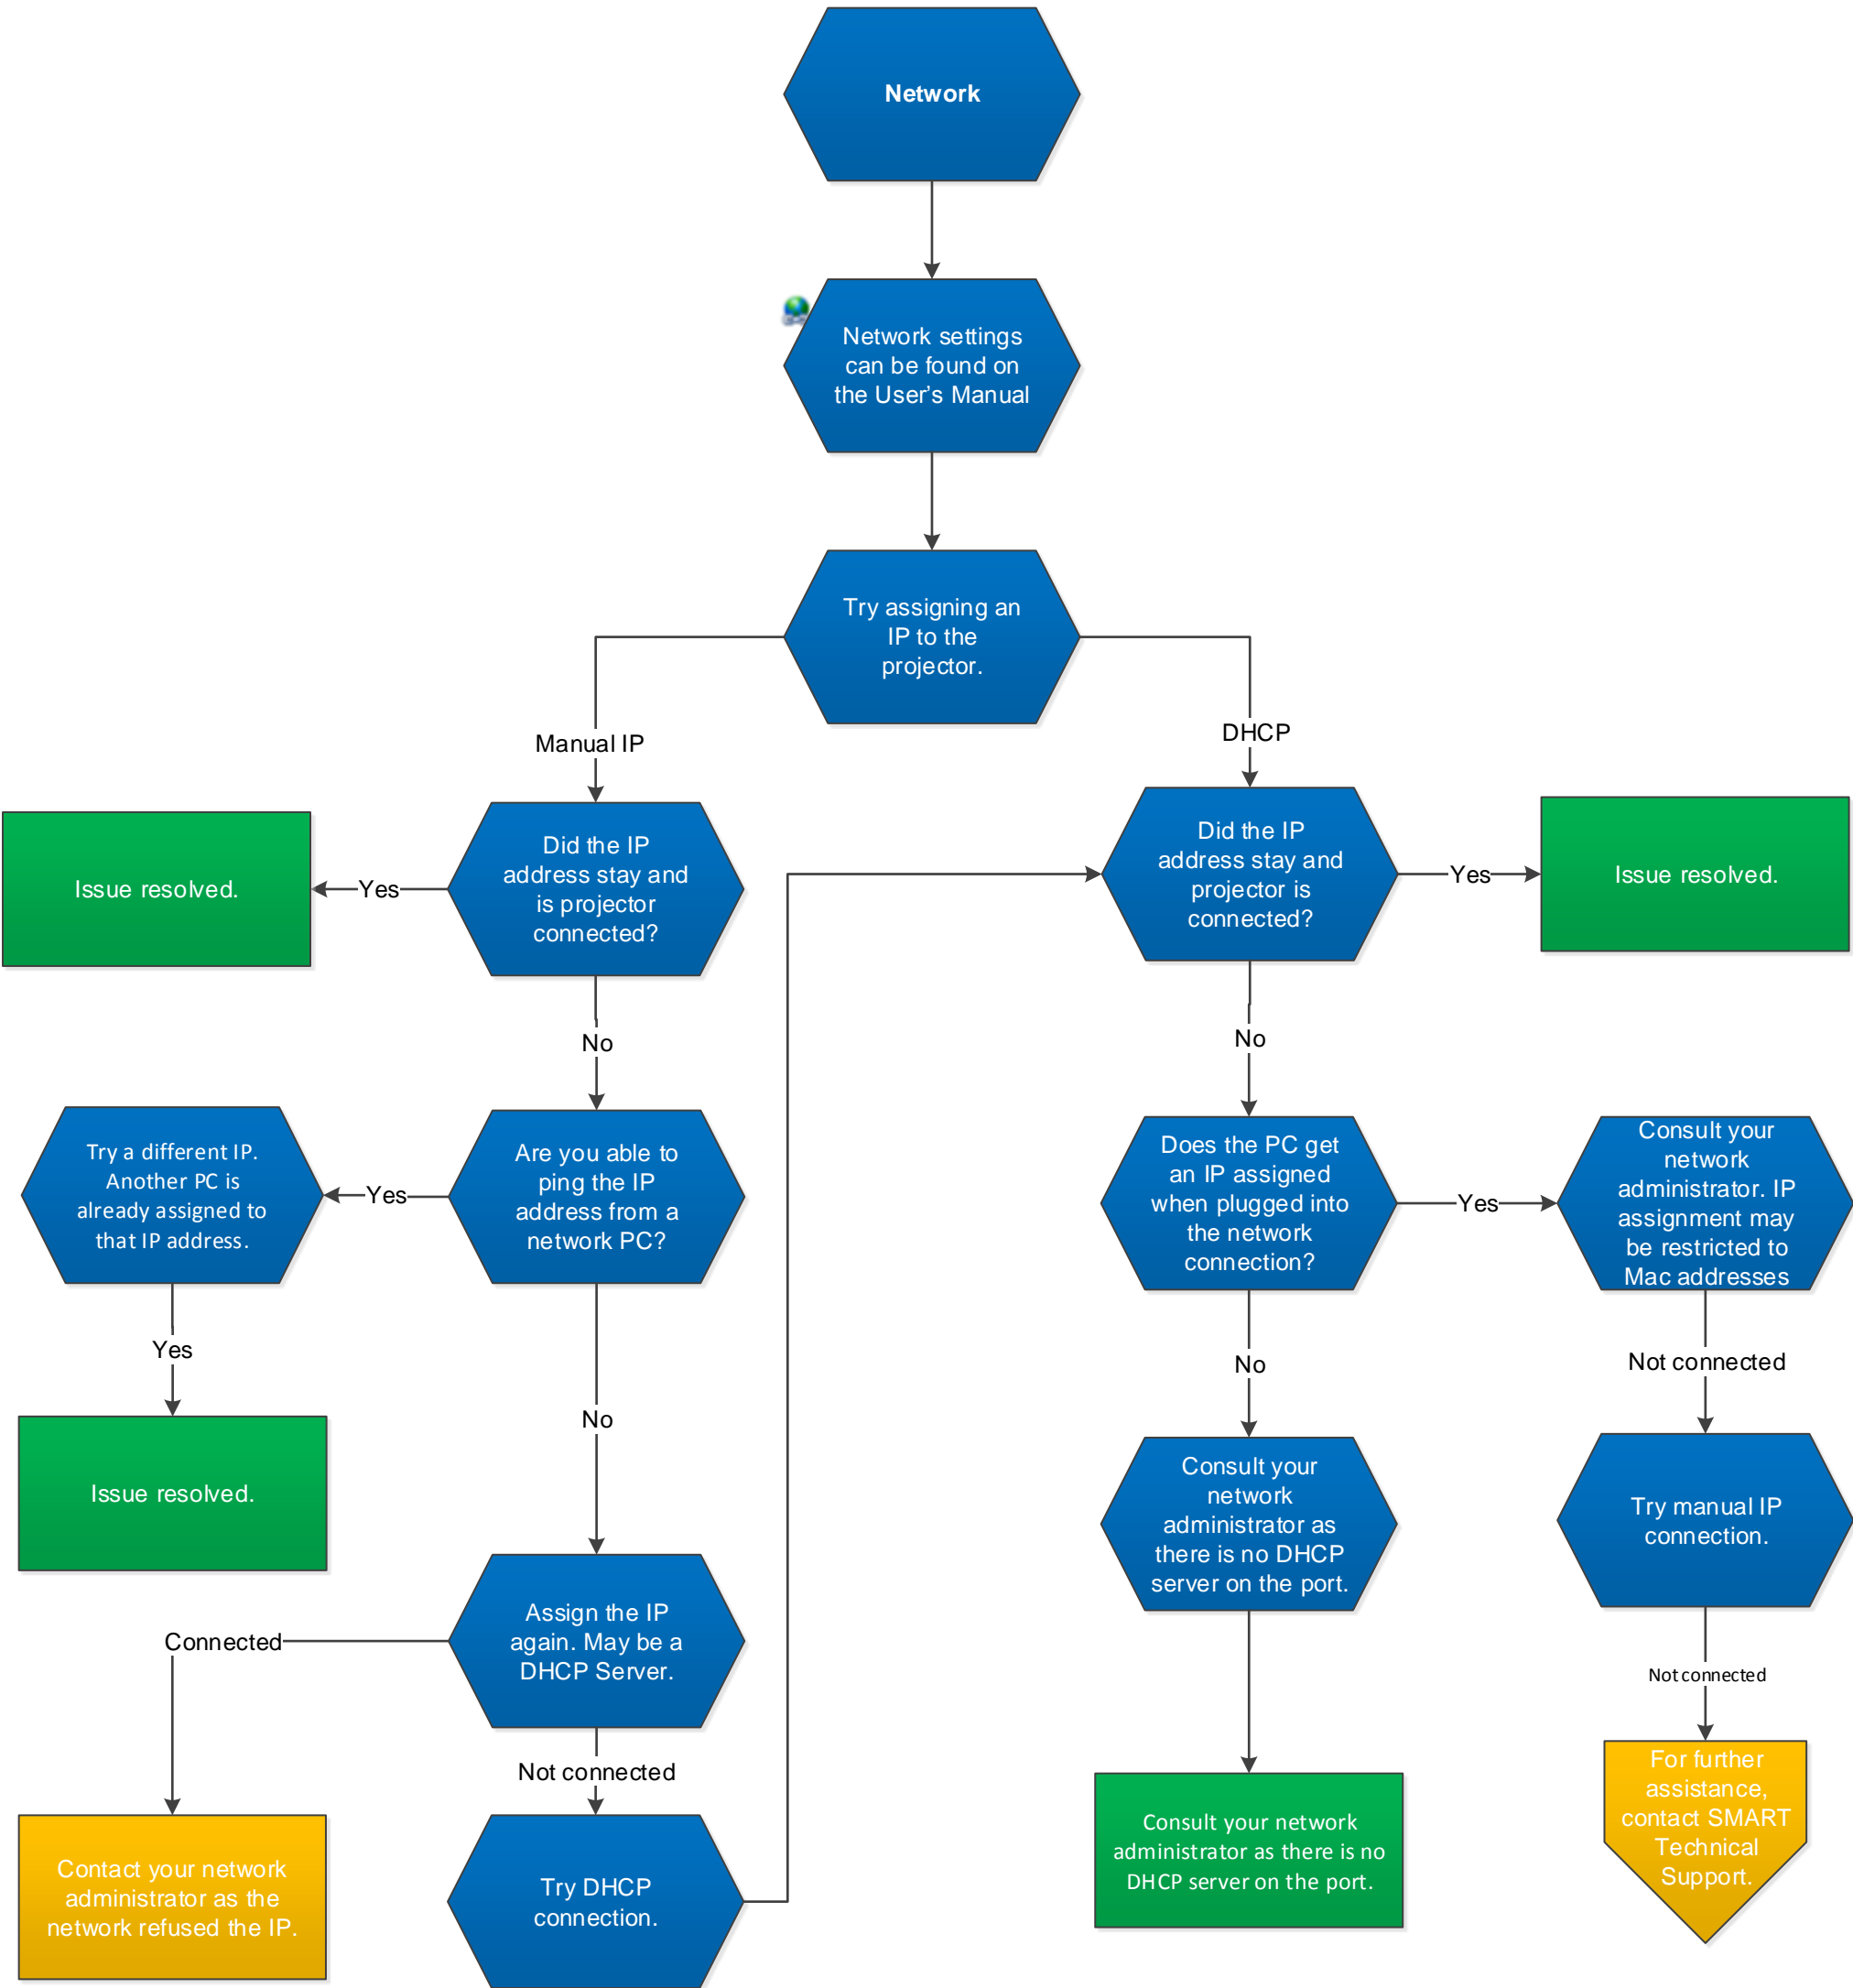 Network
Network settings
can be found on
the User's Manual
Try assigning an
IP to the
projector.
Manual IP
DHCP
Did the IP
address stay and
is projector
connected?
Yes
Issue resolved.
Did the IP
address stay and
projector is
connected?
Yes
Issue resolved.
No
No
Are you able to
ping the IP
address from a
network PC?
Yes
Try a different IP.
Another PC is
already assigned to
that IP address.
Does the PC get
an IP assigned
when plugged into
the network
connection?
Yes
Consult your
network
administrator. IP
assignment may
be restricted to
Mac addresses
Yes
Issue resolved.
No
No
Not connected
Consult your
network
administrator as
there is no DHCP
server on the port.
Try manual IP
connection.
Assign the IP
again. May be a
DHCP Server.
Connected
Not connected
Not connected
Contact your network
administrator as the
network refused the IP.
Try DHCP
connection.
Consult your network
administrator as there is no
DHCP server on the port.
For further
assistance,
contact SMART
Technical
Support.